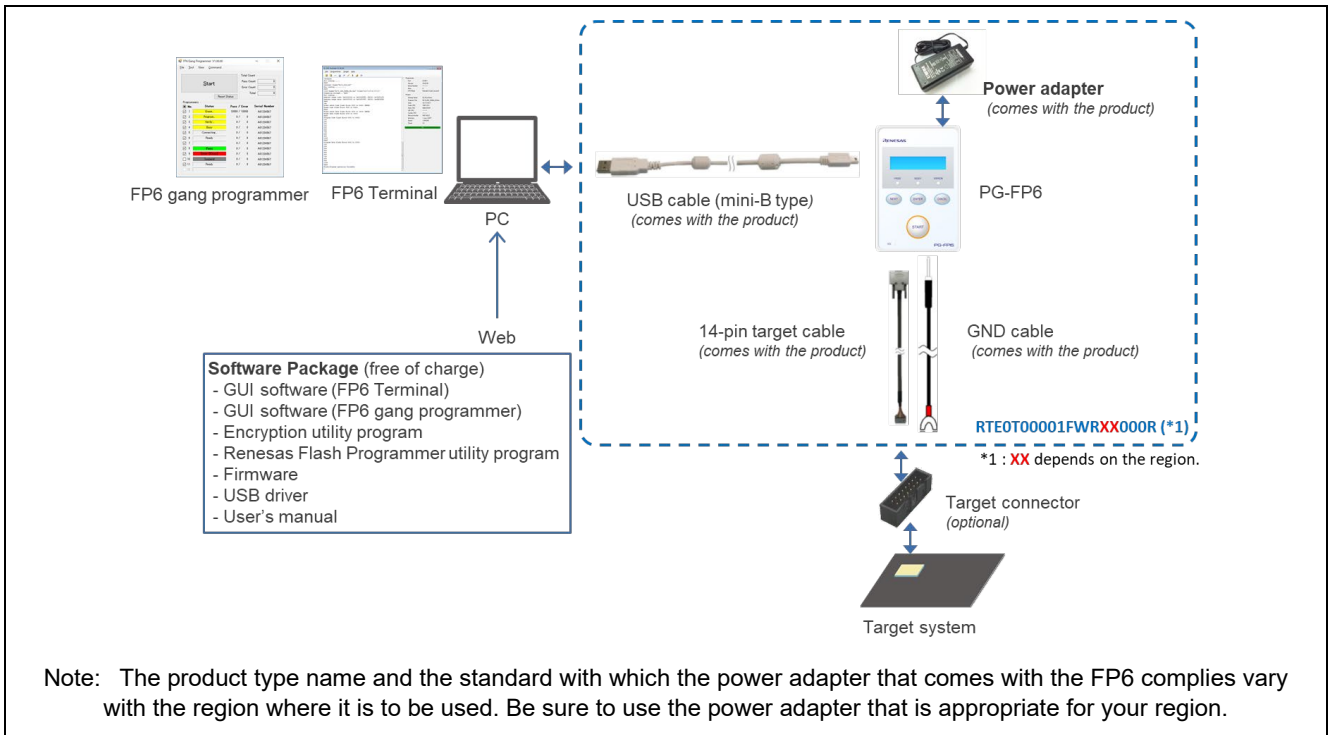 Start
FP6 gang programmer
FP6 Terminal
PC
Web
Software Package (free of charge)
- GUI software (FP6 Terminal)
- GUI software (FP6 gang programmer)
- Encryption utility program
- Renesas Flash Programmer utility program
- Firmware
- USB driver
- User's manual
USB cable (mini-B type)
(comes with the product)
Power adapter
(comes with the product)
RENESAS
START
PG-FP6
PG-FP6
14-pin target cable
(comes with the product)
GND cable
(comes with the product)
RTE0T00001FWRXX000R (*1)
*1 : XX depends on the region.
Target connector
(optional)
Target system
Note: The product type name and the standard with which the power adapter that comes with the FP6 complies vary
with the region where it is to be used. Be sure to use the power adapter that is appropriate for your region.